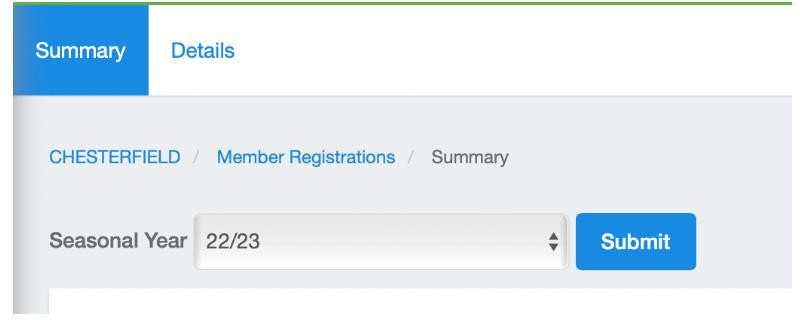 Summary Details
CHESTERFIELD / Member Registrations / Summary
Seasonal Year 22/23 Submit